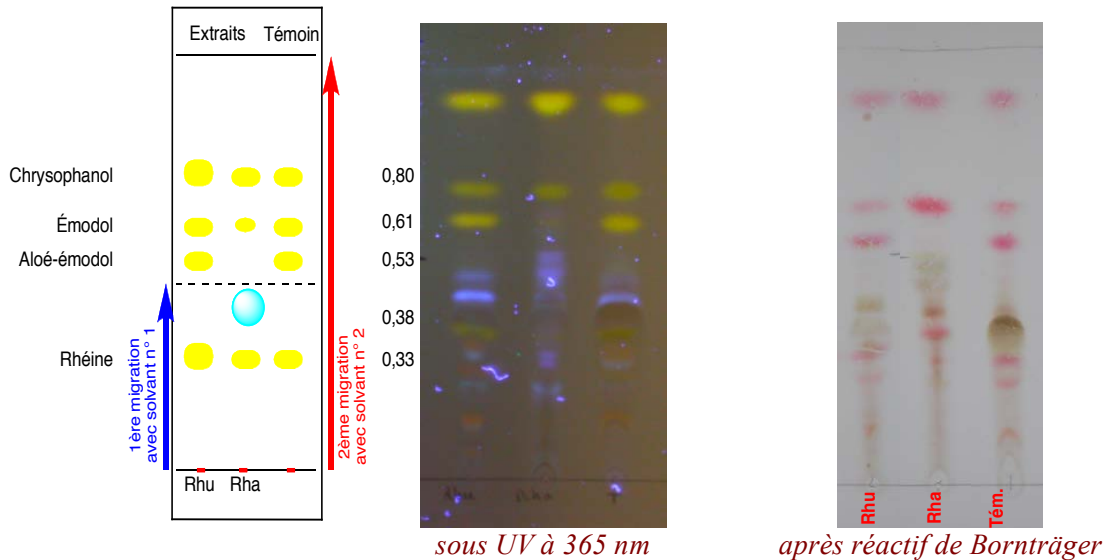 Extraits Témoin
Chrysophanol
Émodol
Aloé-émodol
Rhéine
1ère migration
avec solvant n° 1
2ème migration
avec solvant n° 2
Rhu Rha
0,80
0,61
0,53
0,38
0,33
sous UV à 365 nm
Rhu
Rha
Tém.
après réactif de Bornträger